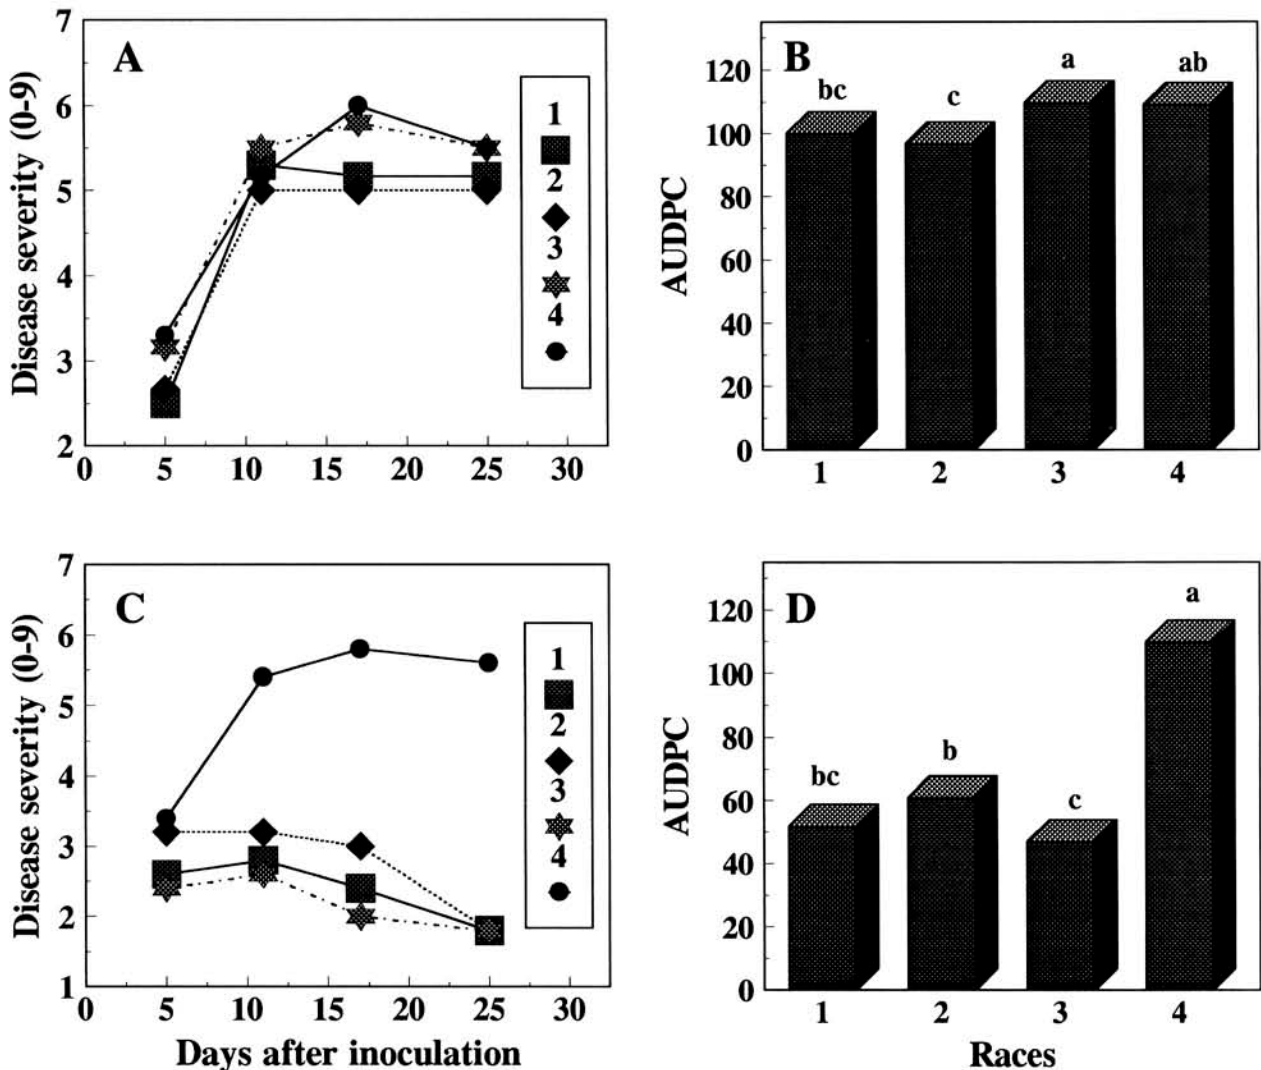 A
Disease severity (0-9)
7
6
5
4
3
2
0 5 10 15 20 25 30
1
2
3
4
B
AUDPC
120
100
80
60
40
20
0
bc c a ab
1 2 3 4
C
Disease severity (0-9)
7
6
5
4
3
2
1
0 5 10 15 20 25 30
Days after inoculation
1
2
3
4
D
AUDPC
120
100
80
60
40
20
0
bc b c a
1 2 3 4
Races